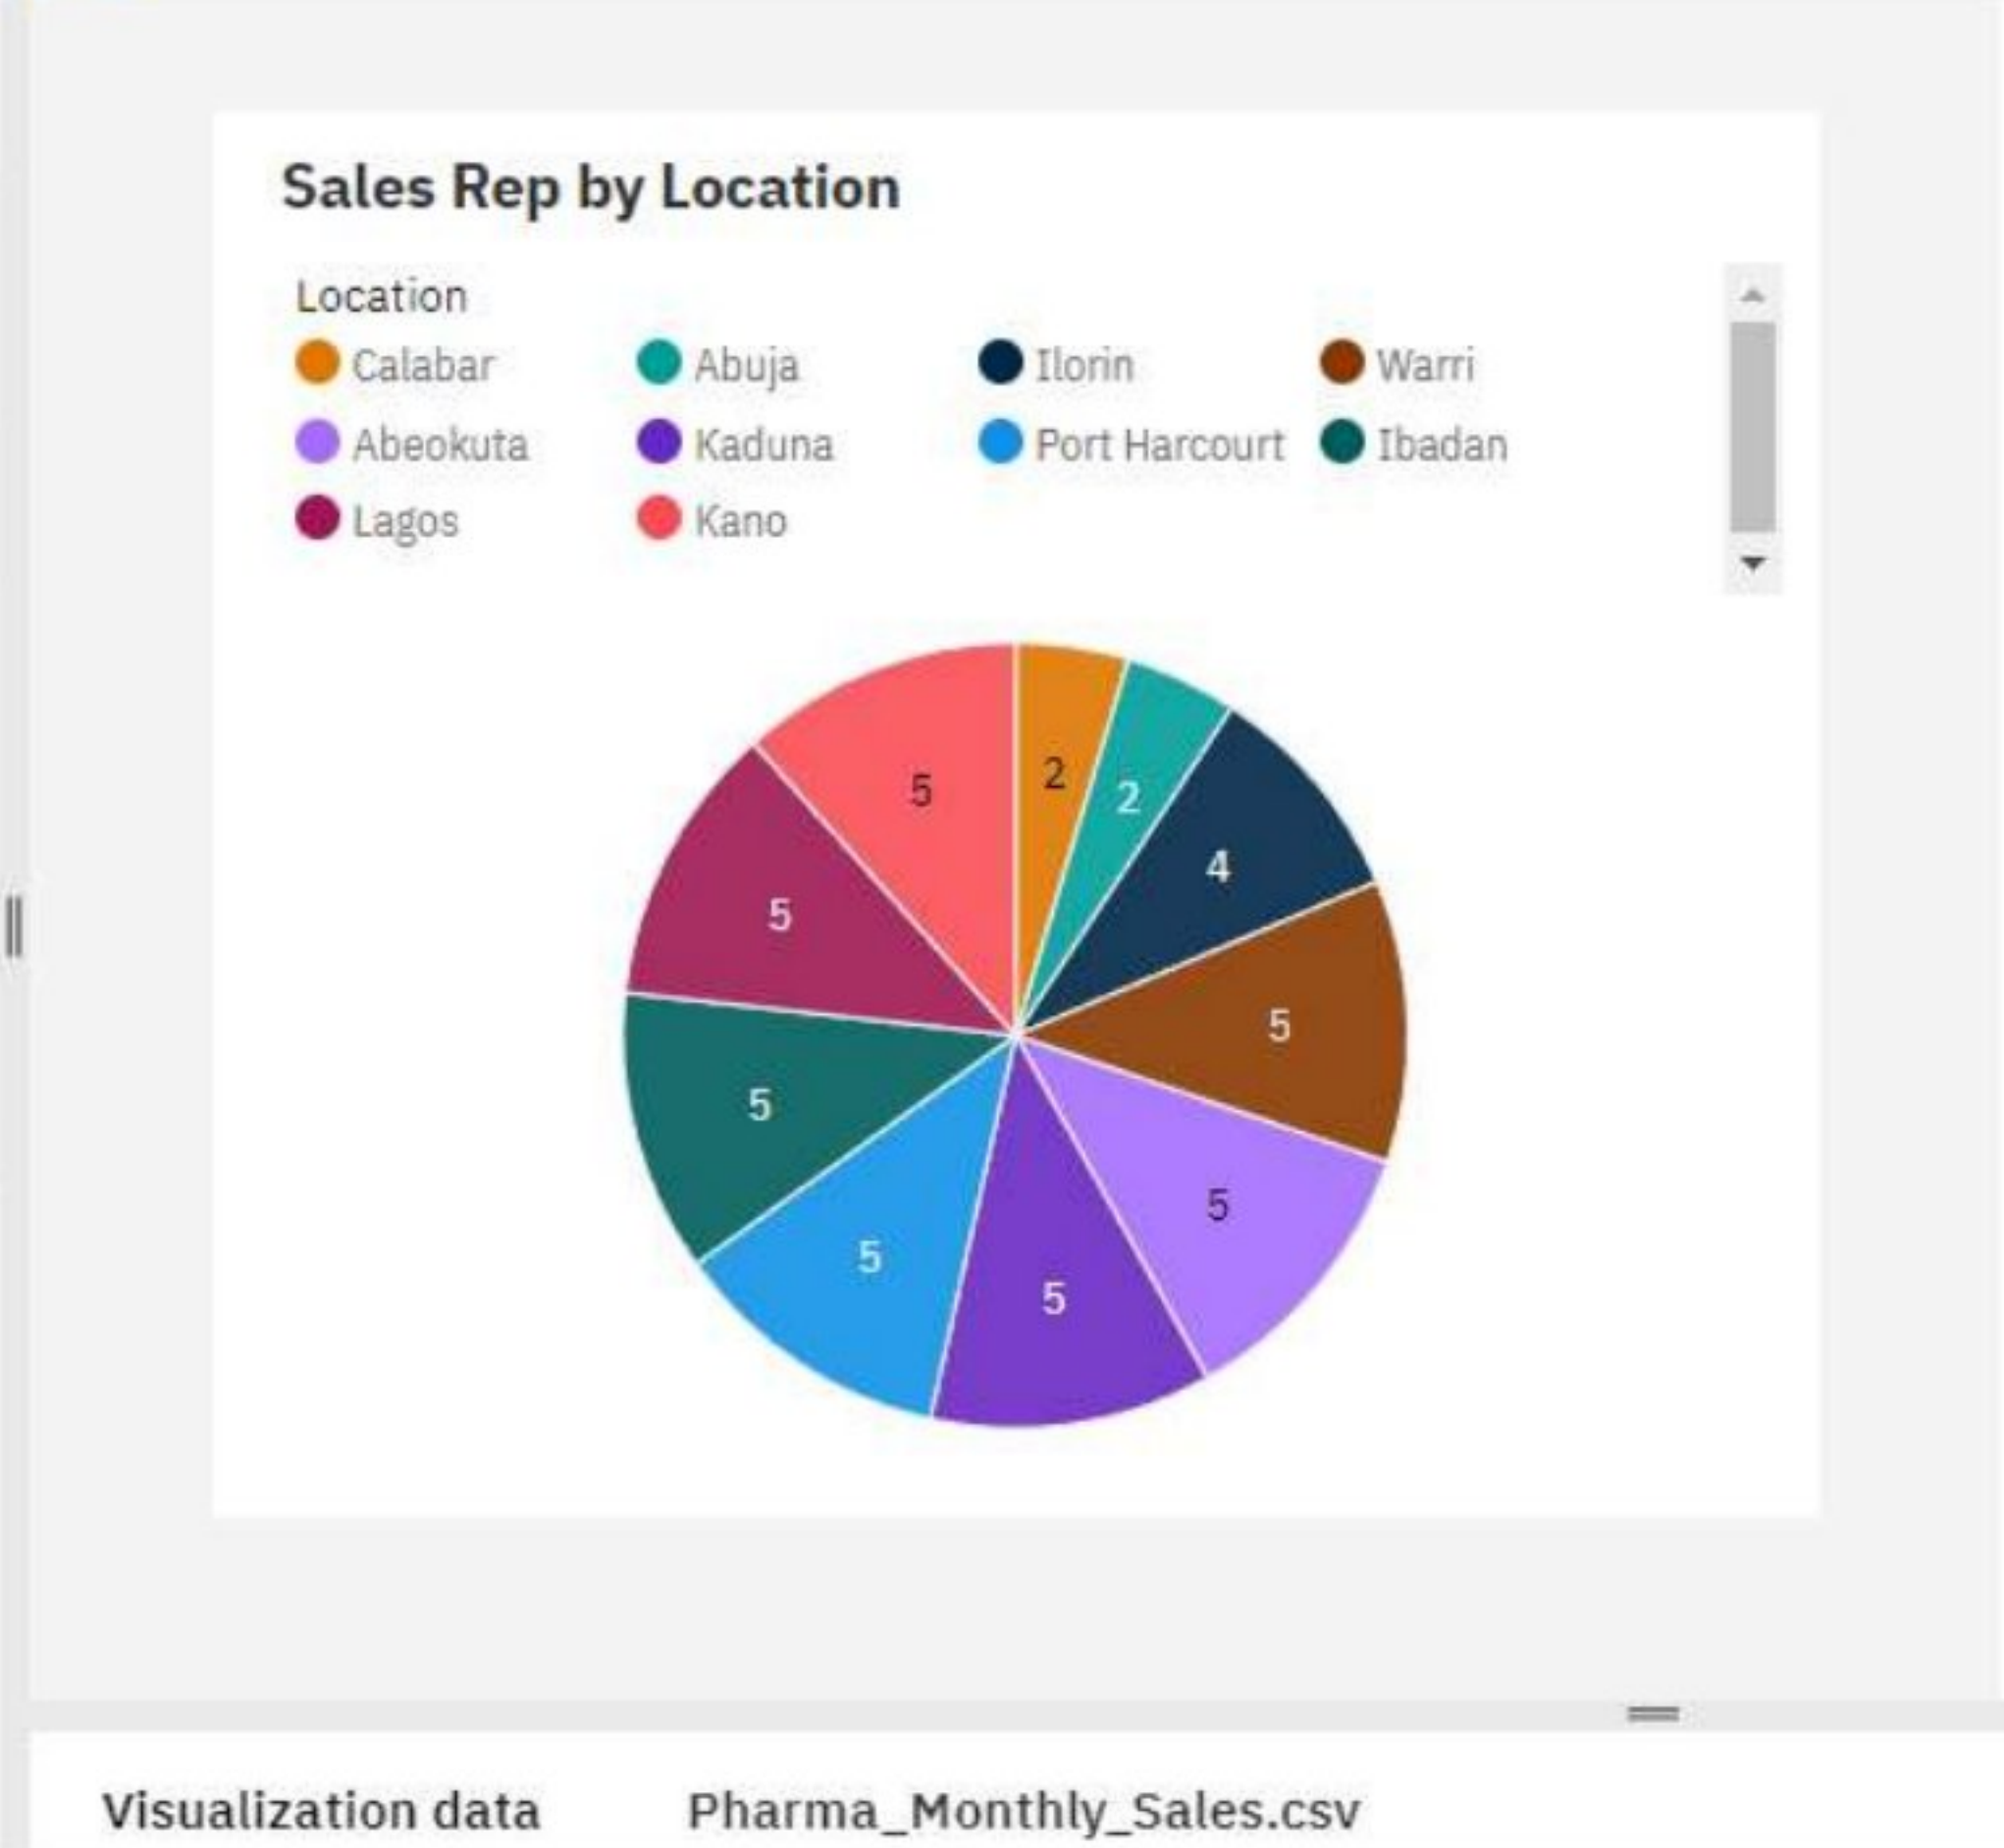 Sales Rep by Location
Location
Calabar Abuja Ilorin Warri
Abeokuta Kaduna Port Harcourt Ibadan
Lagos Kano
5 2 2
4
5
5
5
5
5
5
5
Visualization data Pharma_Monthly_Sales.csv